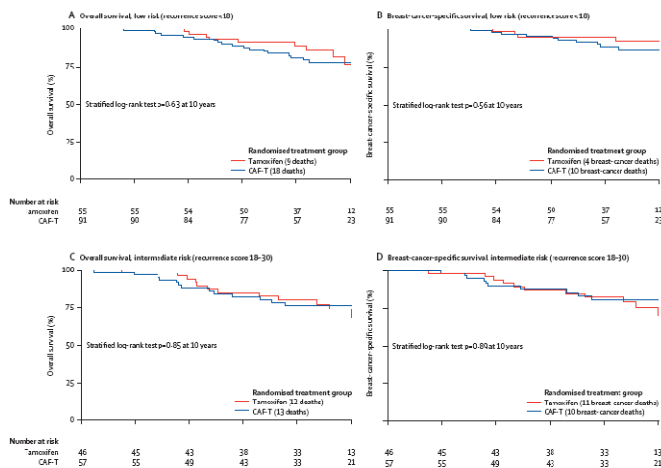 A Overall survival, low risk (recurrence score<18)
100
75
50
25
0
Overall survival (%)
Stratified log-rank test p=0·63 at 10 years
Randomised treatment group
Tamoxifen (9 deaths)
CAF-T (18 deaths)
Number at risk
amoxifen 55 55 54 50 37 12
CAF-T 91 90 84 77 57 23
B Breast-cancer-specific survival, low risk (recurrence score<18)
Breast-cancer-specific survival (%)
Stratified log-rank test p=0·56 at 10 years
Randomised treatment group
Tamoxifen (4 breast-cancer deaths)
CAF-T (10 breast-cancer deaths)
55 55 54 50 37 12
91 90 84 77 57 23
C Overall survival, intermediate risk (recurrence score 18–30)
100
75
50
25
0
Overall survival (%)
Stratified log-rank test p=0·85 at 10 years
Randomised treatment group
Tamoxifen (12 deaths)
CAF-T (13 deaths)
Number at risk
Tamoxifen 46 45 43 38 33 13
CAF-T 57 55 49 43 33 21
D Breast-cancer-specific survival, intermediate risk (recurrence score 18–30)
Breast-cancer-specific survival (%)
Stratified log-rank test p=0·89 at 10 years
Randomised treatment group
Tamoxifen (11 breast-cancer deaths)
CAF-T (10 breast-cancer deaths)
46 45 43 38 33 13
57 55 49 43 33 21